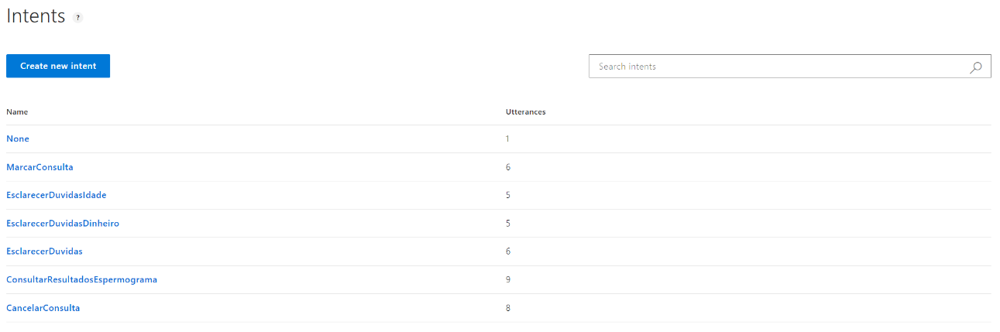 Intents ?
Create new intent
Search intents
Name Utterances
None 1
MarcarConsulta 6
EsclarecerDuvidasIdade 5
EsclarecerDuvidasDinheiro 5
EsclarecerDuvidas 6
ConsultarResultadosEspermograma 9
CancelarConsulta 8